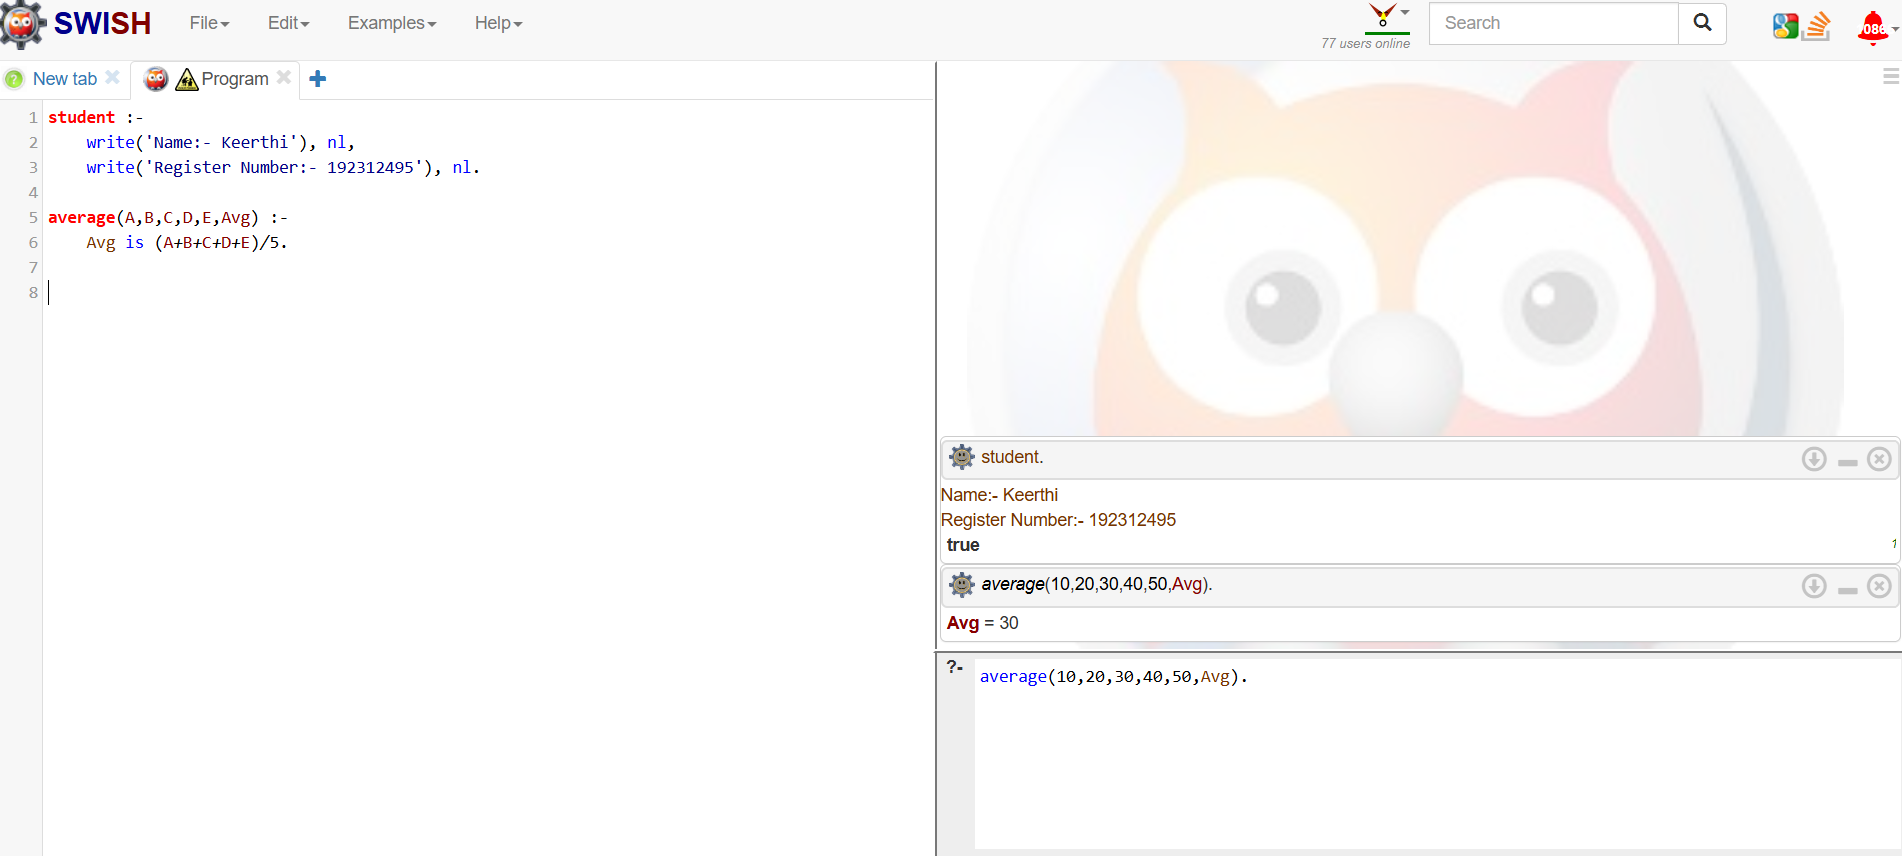 SWISH File Edit Examples Help
77 users online
Search
New tab Program
1 student :-
2 write('Name:- Keerthi'), nl,
3 write('Register Number:- 192312495'), nl.
4
5 average(A,B,C,D,E,Avg) :-
6 Avg is (A+B+C+D+E)/5.
7
8
student.
Name:- Keerthi
Register Number:- 192312495
true
1
average(10,20,30,40,50,Avg).
Avg = 30
?- average(10,20,30,40,50,Avg).